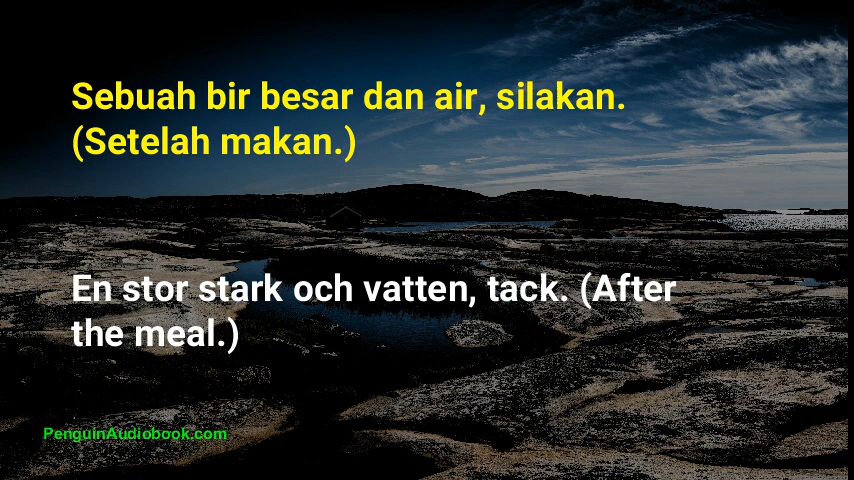 Sebuah bir besar dan air, silakan.
(Setelah makan.)
En stor stark och vatten, tack. (After
the meal.)
PenguinAudiobook.com